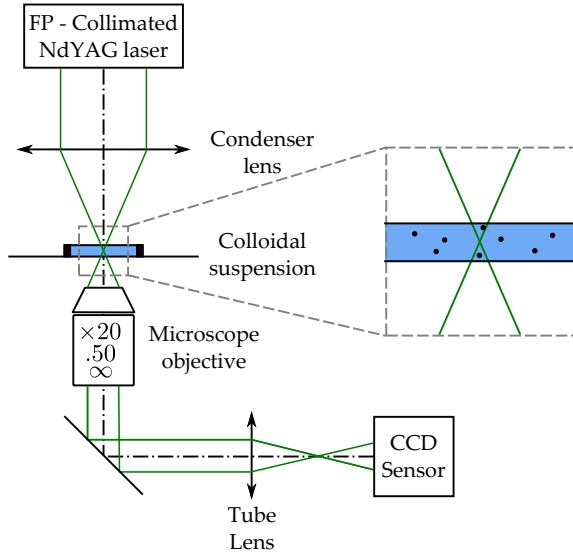 FP - Collimated
NdYAG laser
Condenser
lens
Colloidal
suspension
×20
.50
∞
Microscope
objective
CCD
Sensor
Tube
Lens